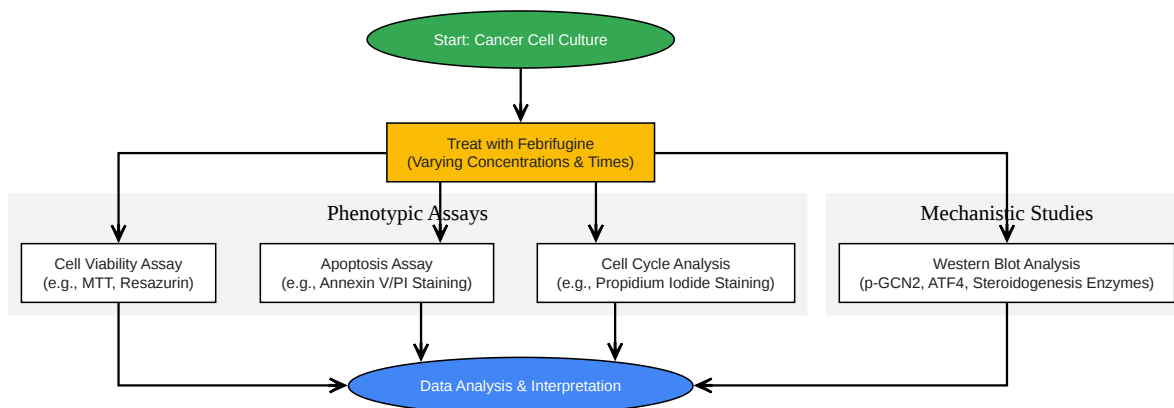 Start: Cancer Cell Culture
Treat with Febrifugine
(Varying Concentrations & Times)
Phenotypic Assays
Mechanistic Studies
Cell Viability Assay
(e.g., MTT, Resazurin)
Apoptosis Assay
(e.g., Annexin V/PI Staining)
Cell Cycle Analysis
(e.g., Propidium Iodide Staining)
Western Blot Analysis
(p-GCN2, ATF4, Steroidogenesis Enzymes)
Data Analysis & Interpretation